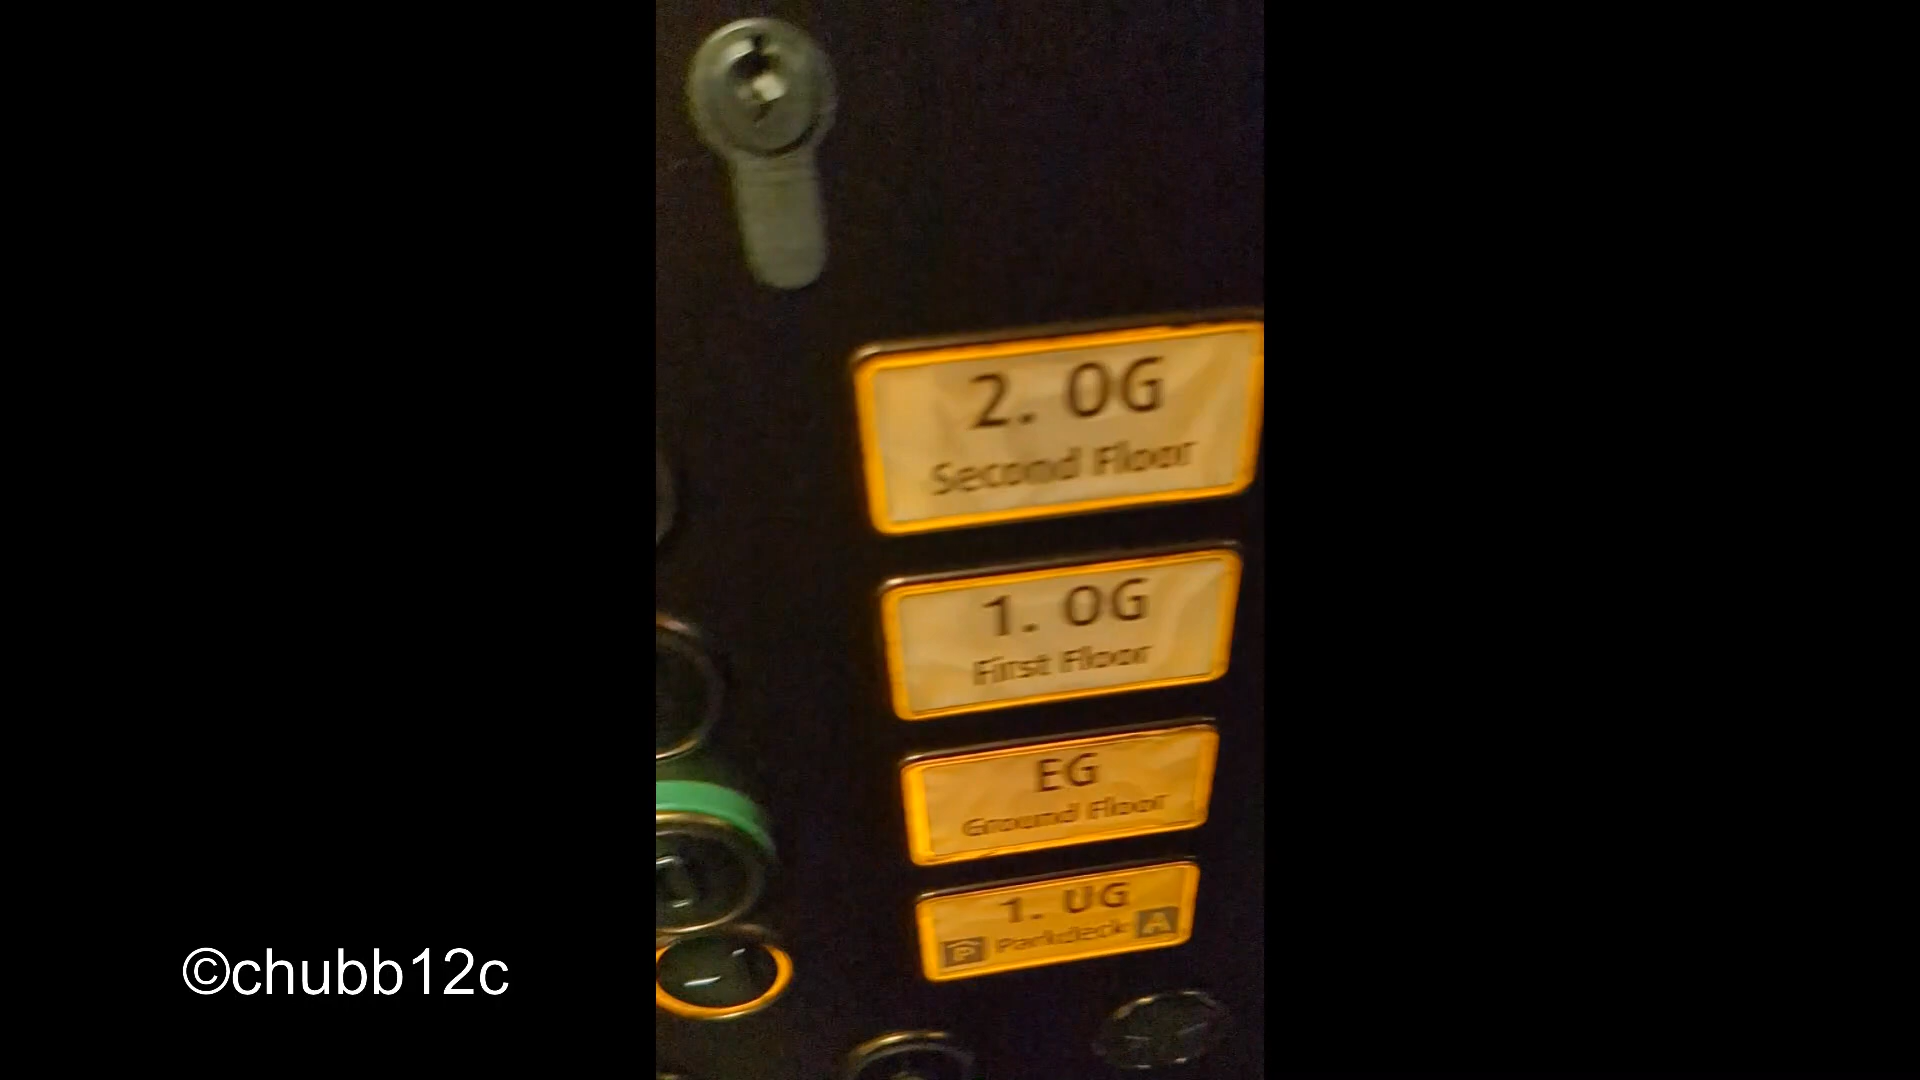 2. OG
Second Floor
1. OG
First Floor
EG
Ground Floor
1. UG
P Parkdeck A
©chubb12c